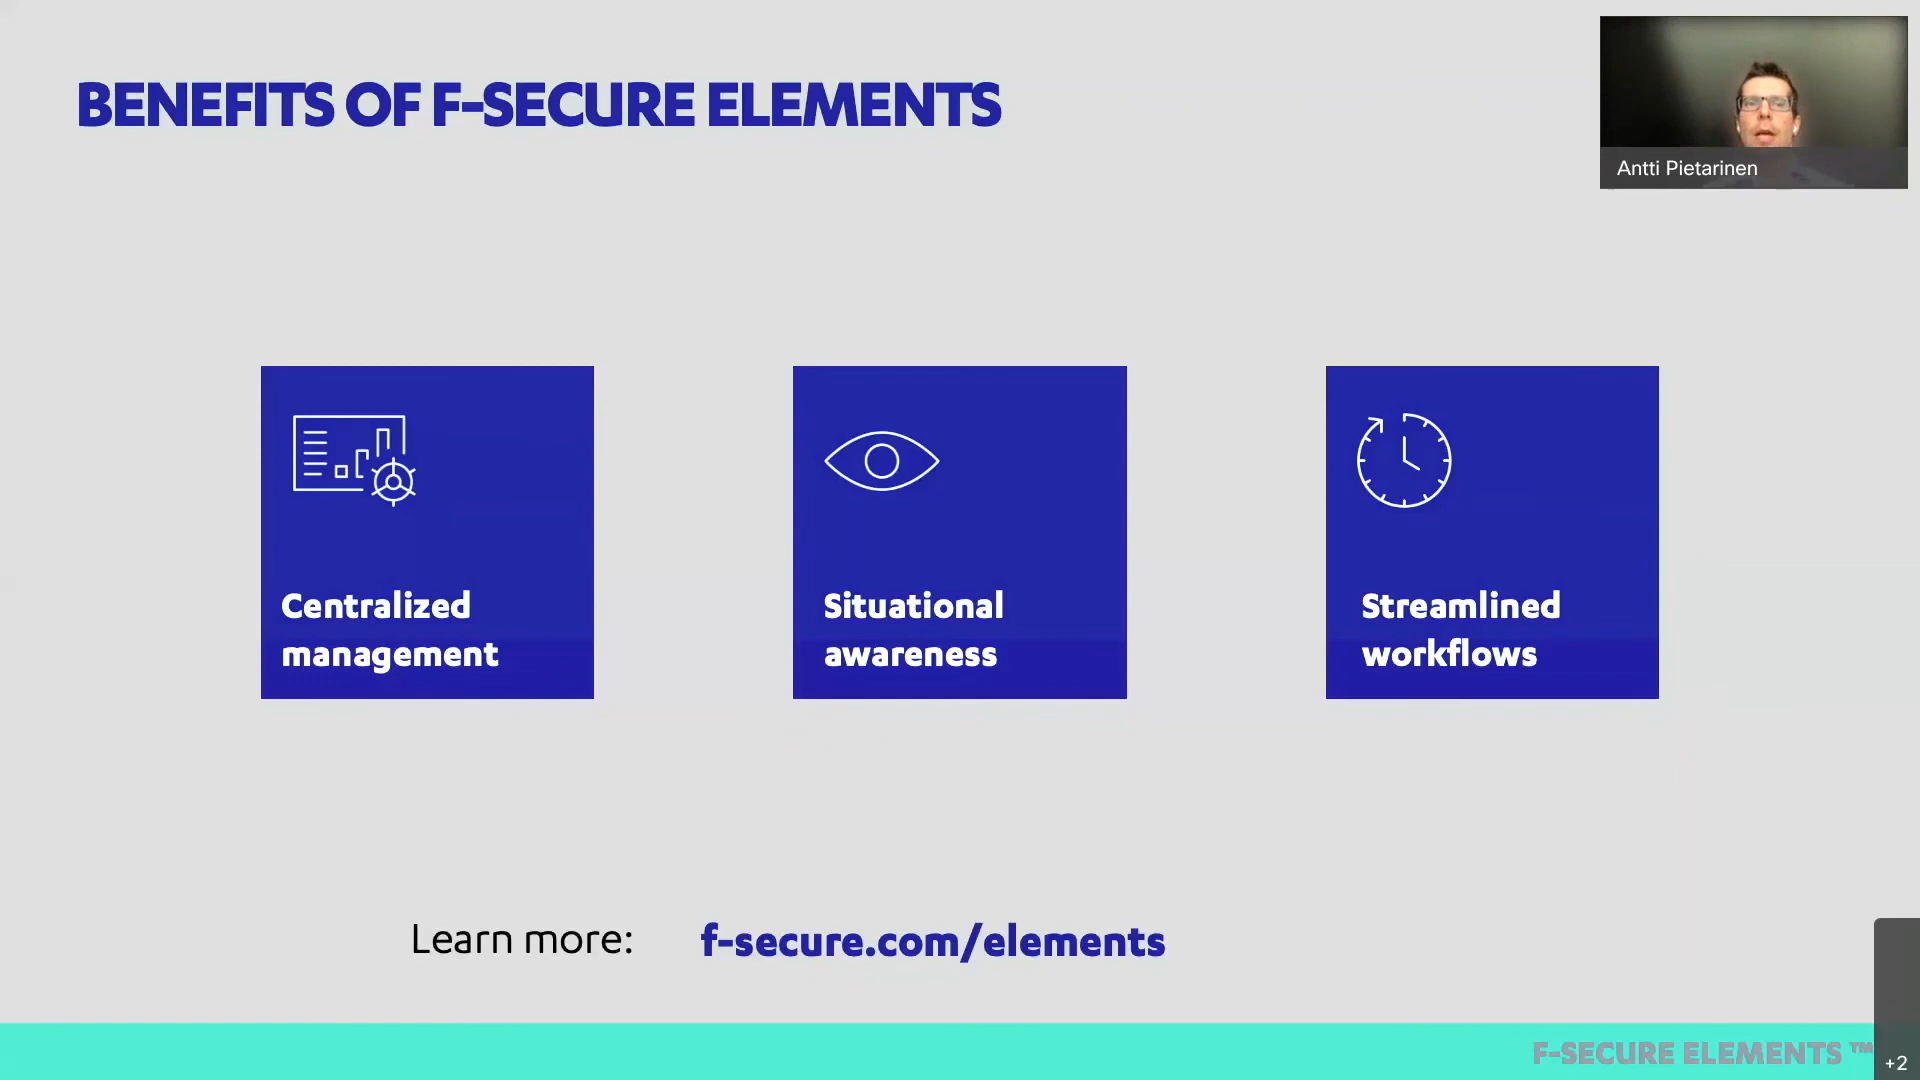 BENEFITS OF F-SECURE ELEMENTS
Antti Pietarinen
Centralized
management
Situational
awareness
Streamlined
workflows
Learn more: f-secure.com/elements
F-SECURE ELEMENTS ™
+2